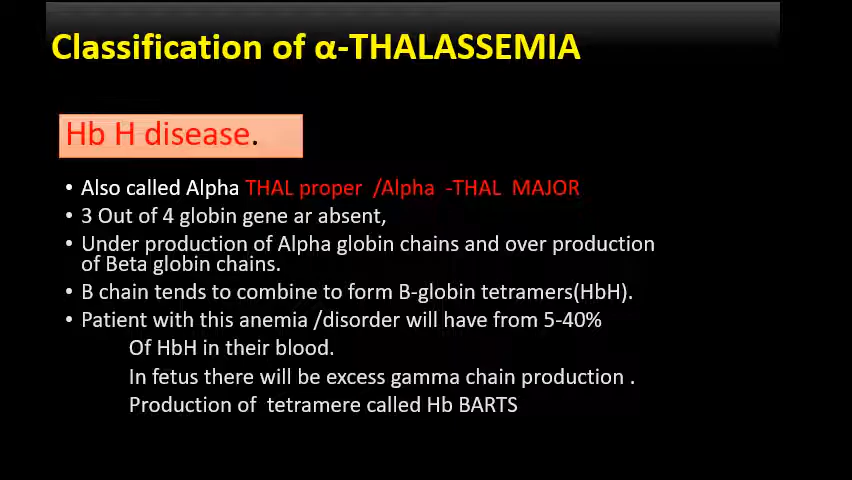 Classification of α-THALASSEMIA
Hb H disease.
• Also called Alpha THAL proper /Alpha -THAL MAJOR
• 3 Out of 4 globin gene ar absent,
• Under production of Alpha globin chains and over production
of Beta globin chains.
• B chain tends to combine to form B-globin tetramers(HbH).
• Patient with this anemia /disorder will have from 5-40%
Of HbH in their blood.
In fetus there will be excess gamma chain production .
Production of tetramere called Hb BARTS